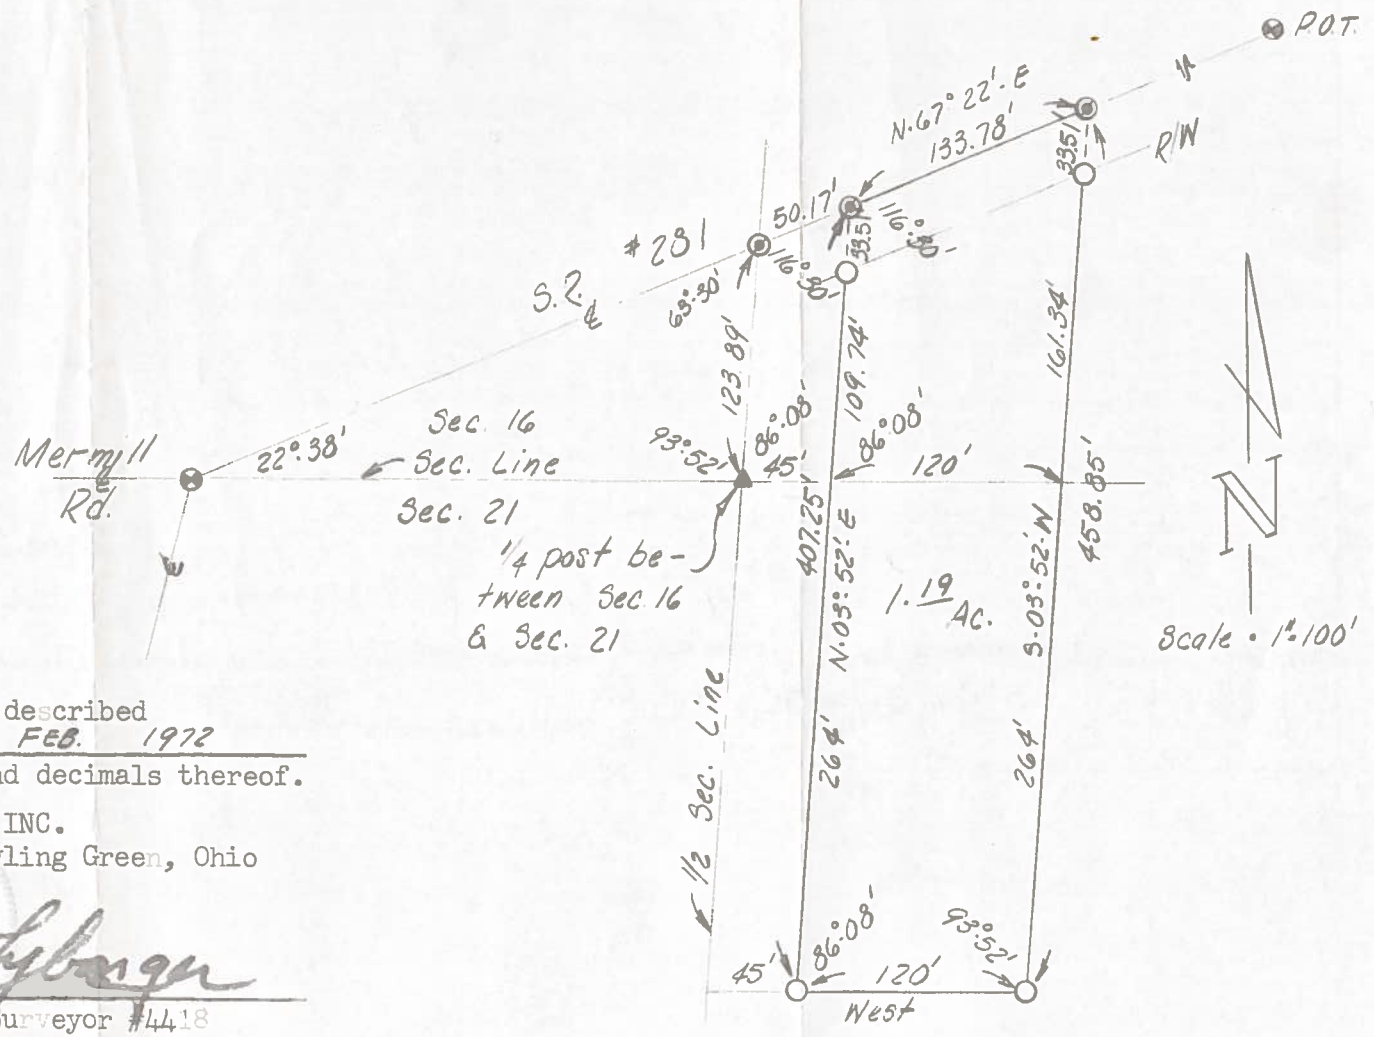 P.O.T.
N
N.67° 22'. E
133.78'
33.51
R/W
50.17'
# 281
S.R.
63°.30'
116°.30'
33.51
116°.30'
123.89'
109.74'
161.34'
Sec. 16
Mermill
22°.38'
Sec. Line
93°:52'
86°:08'
45'
86°:08'
120'
Rd.
Sec. 21
407.25'
N.03°:52'.E
S.03°:52'.W
458.85'
1/4 post be-
tween Sec. 16
& Sec. 21
1.19 Ac.
Scale • 1"=100'
N
1/2 Sec. Line
264'
264'
described
FEB. 1972
nd decimals thereof.
INC.
ling Green, Ohio
45'
86°:08'
120'
93°:52'
West
urveyor #4418